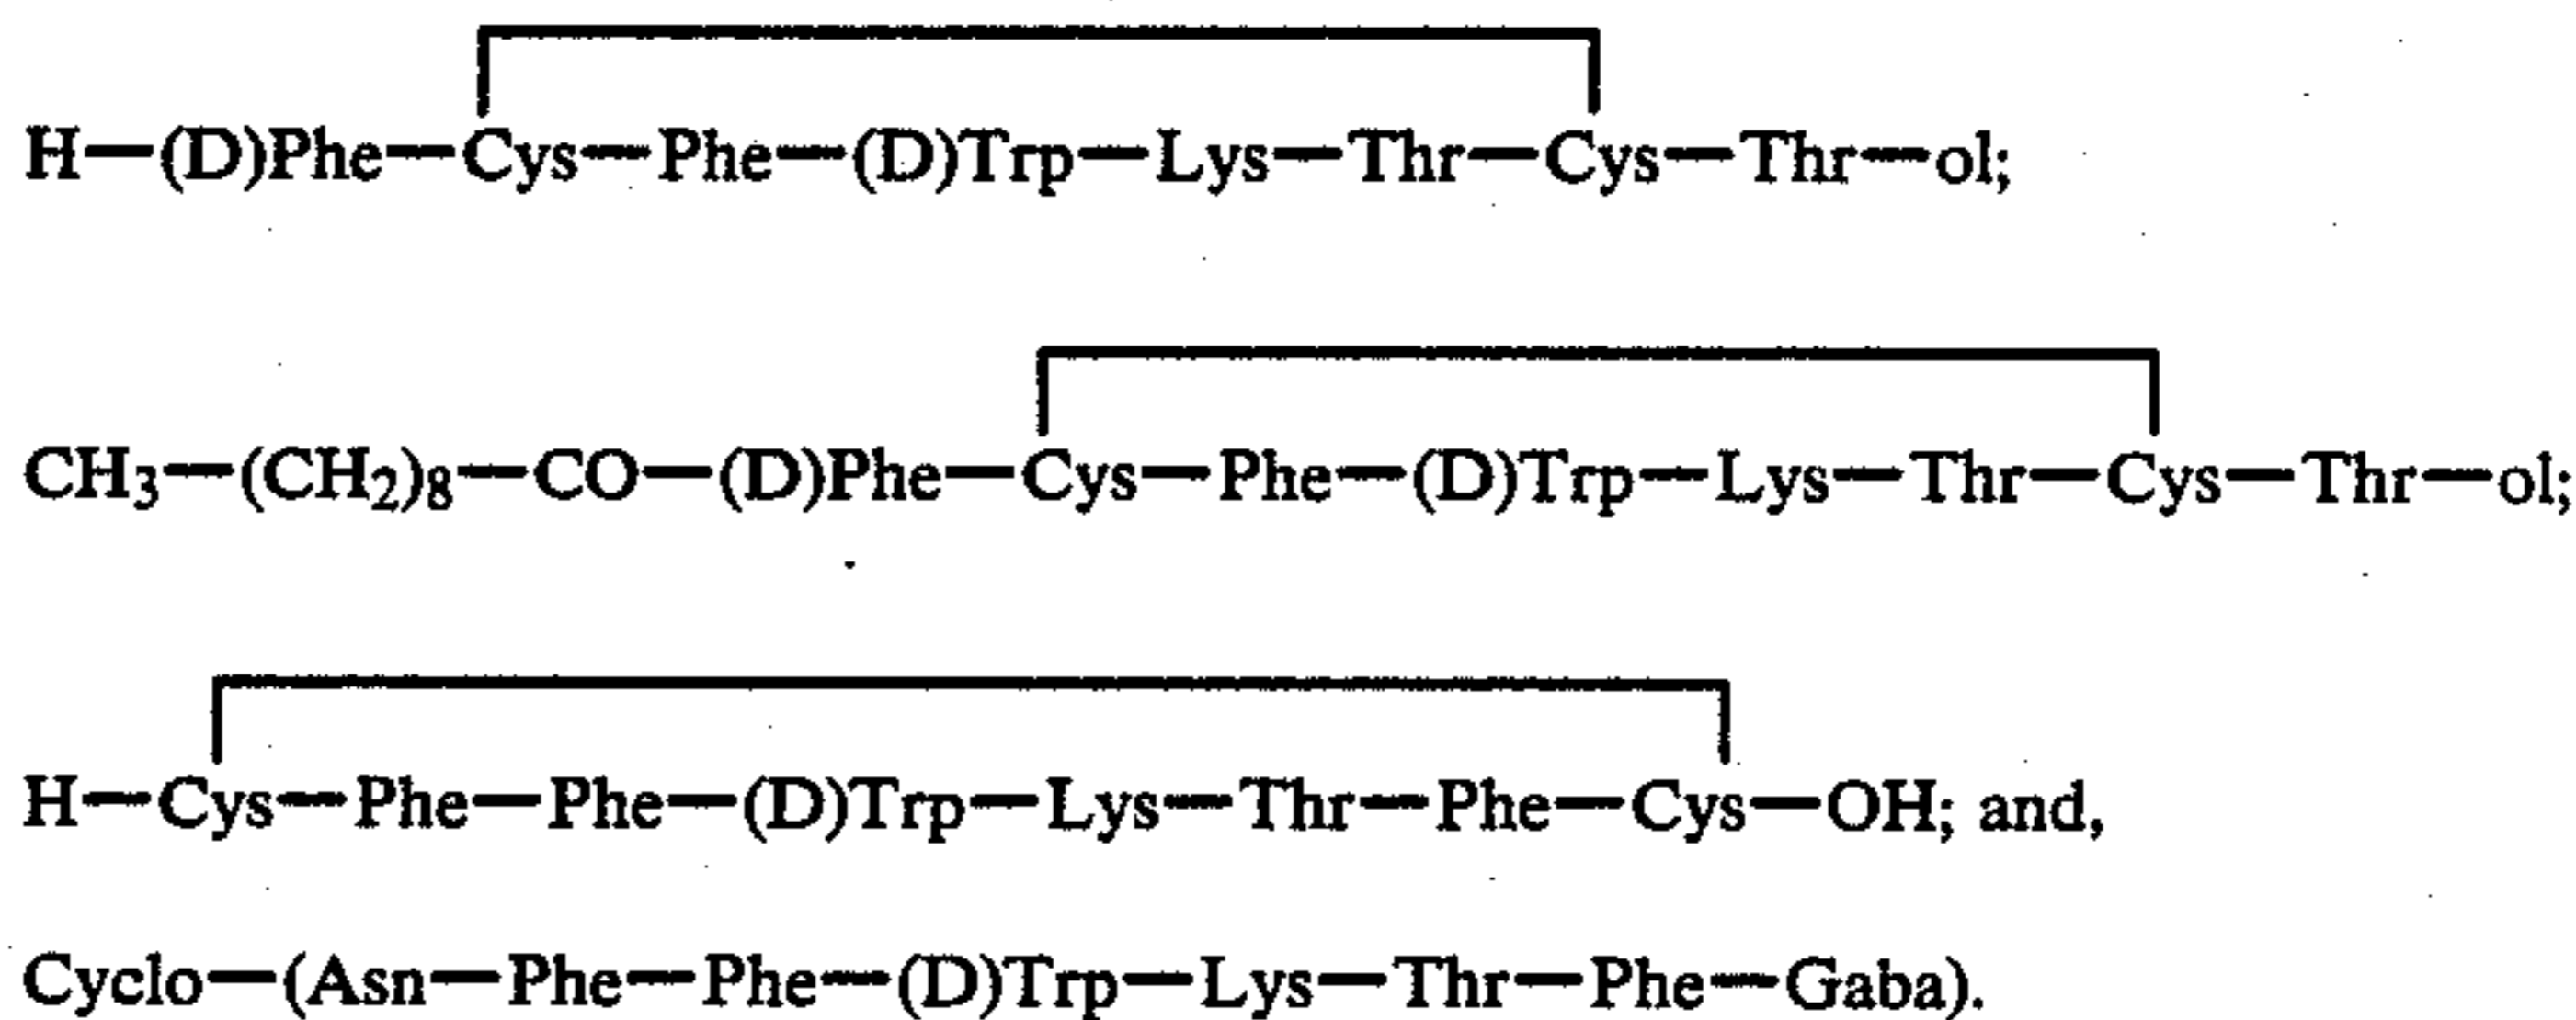 H—(D)Phe—Cys—Phe—(D)Trp—Lys—Thr—Cys—Thr—ol;
CH₃—(CH₂)₈—CO—(D)Phe—Cys—Phe—(D)Trp—Lys—Thr—Cys—Thr—ol;
H—Cys—Phe—Phe—(D)Trp—Lys—Thr—Phe—Cys—OH; and,
Cyclo—(Asn—Phe—Phe—(D)Trp—Lys—Thr—Phe—Gaba).